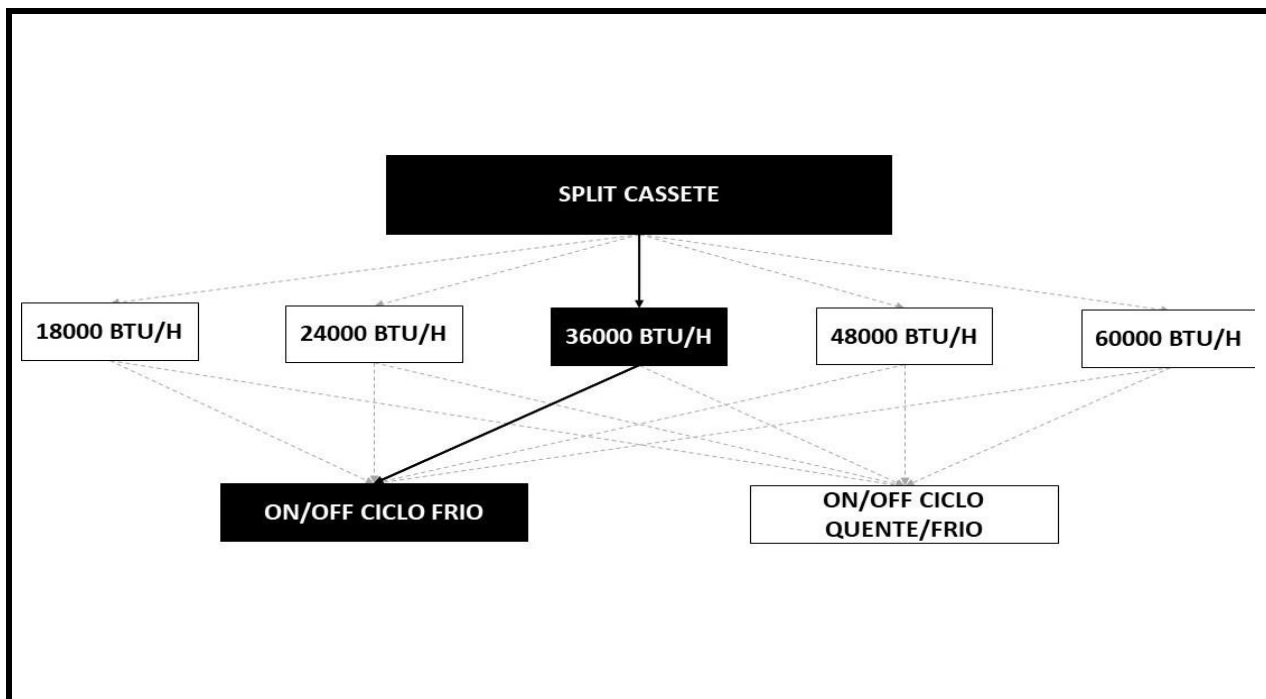 SPLIT CASSETE
18000 BTU/H
24000 BTU/H
36000 BTU/H
48000 BTU/H
60000 BTU/H
ON/OFF CICLO FRIO
ON/OFF CICLO
QUENTE/FRIO